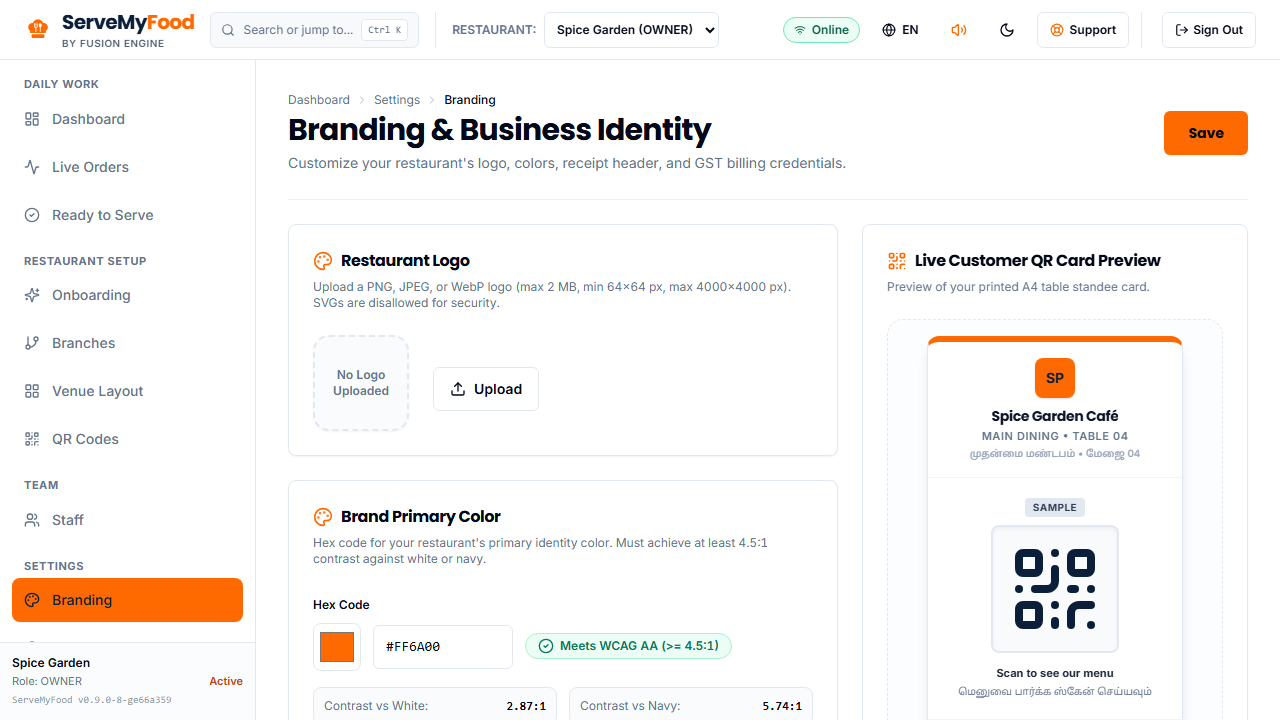 ServeMyFood
BY FUSION ENGINE
Search or jump to...
Ctrl K
RESTAURANT:
Spice Garden (OWNER)
Online
EN
Support
Sign Out
DAILY WORK
Dashboard
Live Orders
Ready to Serve
RESTAURANT SETUP
Onboarding
Branches
Venue Layout
QR Codes
TEAM
Staff
SETTINGS
Branding
Spice Garden
Role: OWNER
Active
ServeMyFood v0.9.0-8-ge66a359
Dashboard
Settings
Branding
Branding & Business Identity
Customize your restaurant's logo, colors, receipt header, and GST billing credentials.
Save
Restaurant Logo
Upload a PNG, JPEG, or WebP logo (max 2 MB, min 64×64 px, max 4000×4000 px).
SVGs are disallowed for security.
No Logo
Uploaded
Upload
Brand Primary Color
Hex code for your restaurant's primary identity color. Must achieve at least 4.5:1
contrast against white or navy.
Hex Code
#FF6A00
Meets WCAG AA (>= 4.5:1)
Contrast vs White:
2.87:1
Contrast vs Navy:
5.74:1
Live Customer QR Card Preview
Preview of your printed A4 table standee card.
SP
Spice Garden Café
MAIN DINING • TABLE 04
முதன்மை மண்டபம் • மேஜை 04
SAMPLE
Scan to see our menu
மெனுவை பார்க்க ஸ்கேன் செய்யவும்